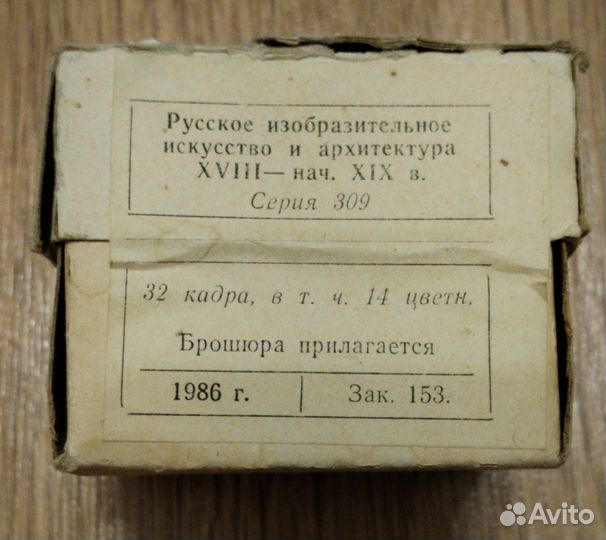 Русское изобразительное
искусство и архитектура
XVIII — нач. XIX в.
Серия 309
32 кадра, в т. ч. 14 цветн.
Брошюра прилагается
1986 г. Зак. 153.
Avito